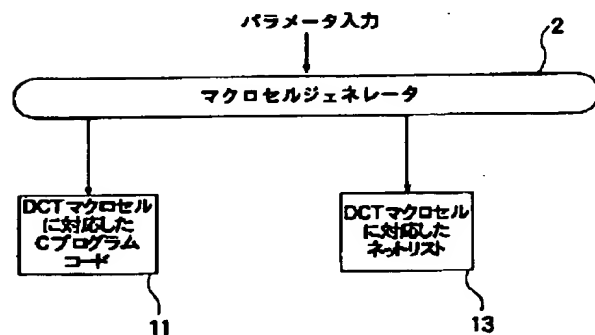 パラメータ入力
2
マクロセルジェネレータ
DCTマクロセル
に対応した
Cプログラム
コード
DCTマクロセル
に対応した
ネットリスト
11
13